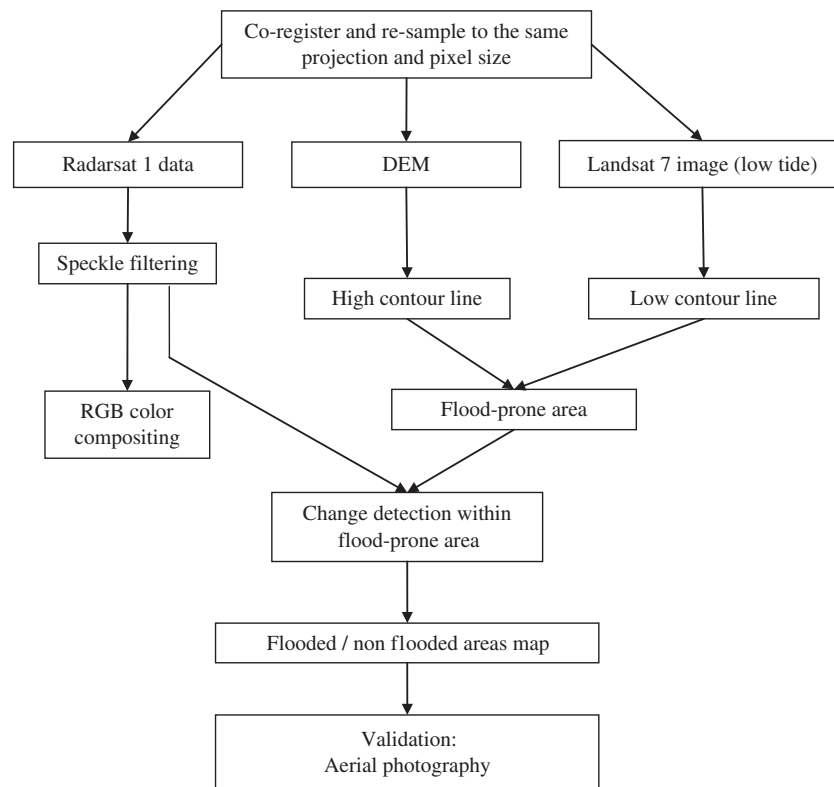 Co-register and re-sample to the same
projection and pixel size
Radarsat 1 data
DEM
Landsat 7 image (low tide)
Speckle filtering
High contour line
Low contour line
RGB color
compositing
Flood-prone area
Change detection within
flood-prone area
Flooded / non flooded areas map
Validation:
Aerial photography